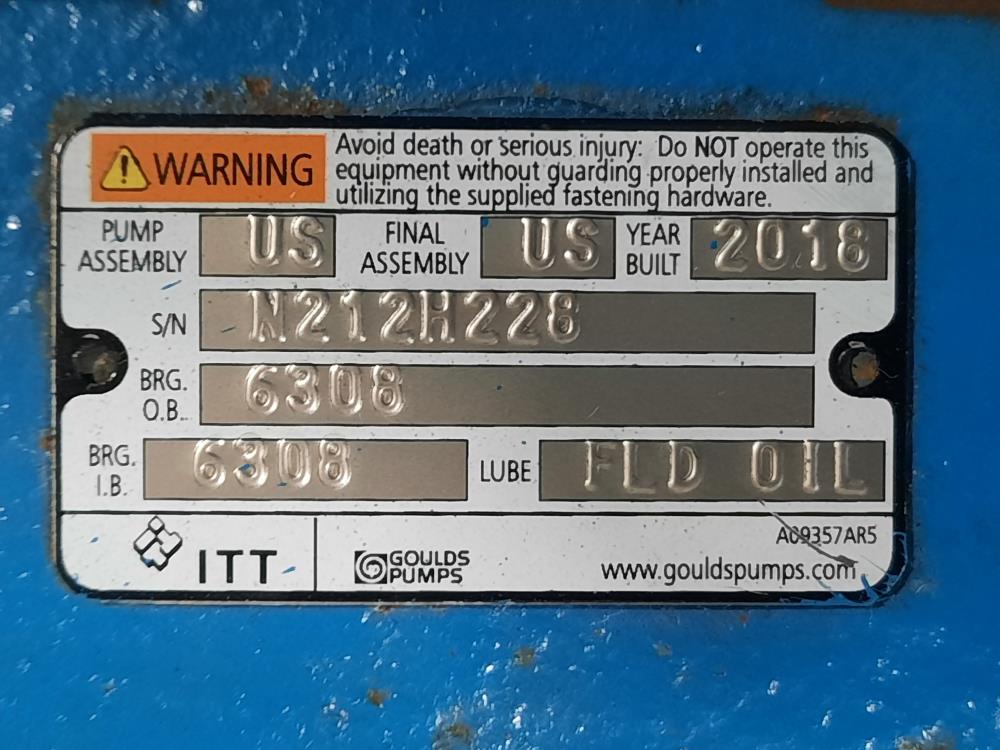 WARNING
Avoid death or serious injury: Do NOT operate this
equipment without guarding properly installed and
utilizing the supplied fastening hardware.
PUMP ASSEMBLY US FINAL ASSEMBLY US YEAR BUILT 2018
S/N N212H228
BRG. O.B. 6308
BRG. I.B. 6308 LUBE FLD OIL
ITT GOULDS PUMPS
A09357AR5
www.gouldspumps.com